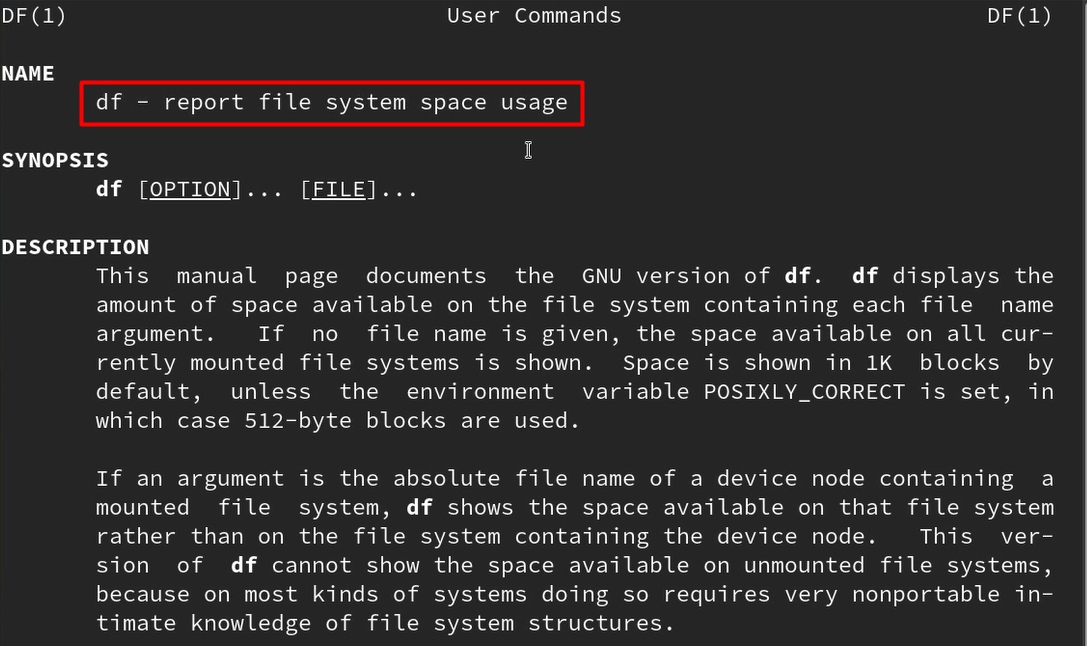 DF(1) User Commands DF(1)
NAME
df - report file system space usage
SYNOPSIS
df [OPTION]... [FILE]...
DESCRIPTION
This manual page documents the GNU version of df. df displays the
amount of space available on the file system containing each file name
argument. If no file name is given, the space available on all cur-
rently mounted file systems is shown. Space is shown in 1K blocks by
default, unless the environment variable POSIXLY_CORRECT is set, in
which case 512-byte blocks are used.
If an argument is the absolute file name of a device node containing a
mounted file system, df shows the space available on that file system
rather than on the file system containing the device node. This ver-
sion of df cannot show the space available on unmounted file systems,
because on most kinds of systems doing so requires very nonportable in-
timate knowledge of file system structures.